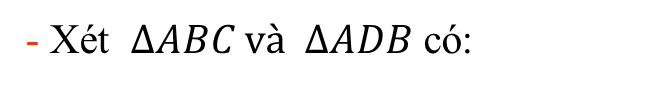 - Xét ΔABC và ΔADB có: